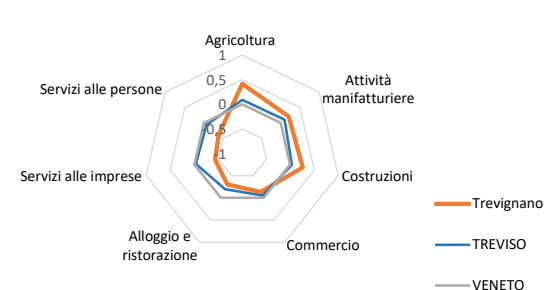 Agricoltura
1
0,5
0
-0,5
-1
Attività
manifatturiere
Costruzioni
Commercio
Alloggio e
ristorazione
Servizi alle imprese
Servizi alle persone
Trevignano
TREVISO
VENETO